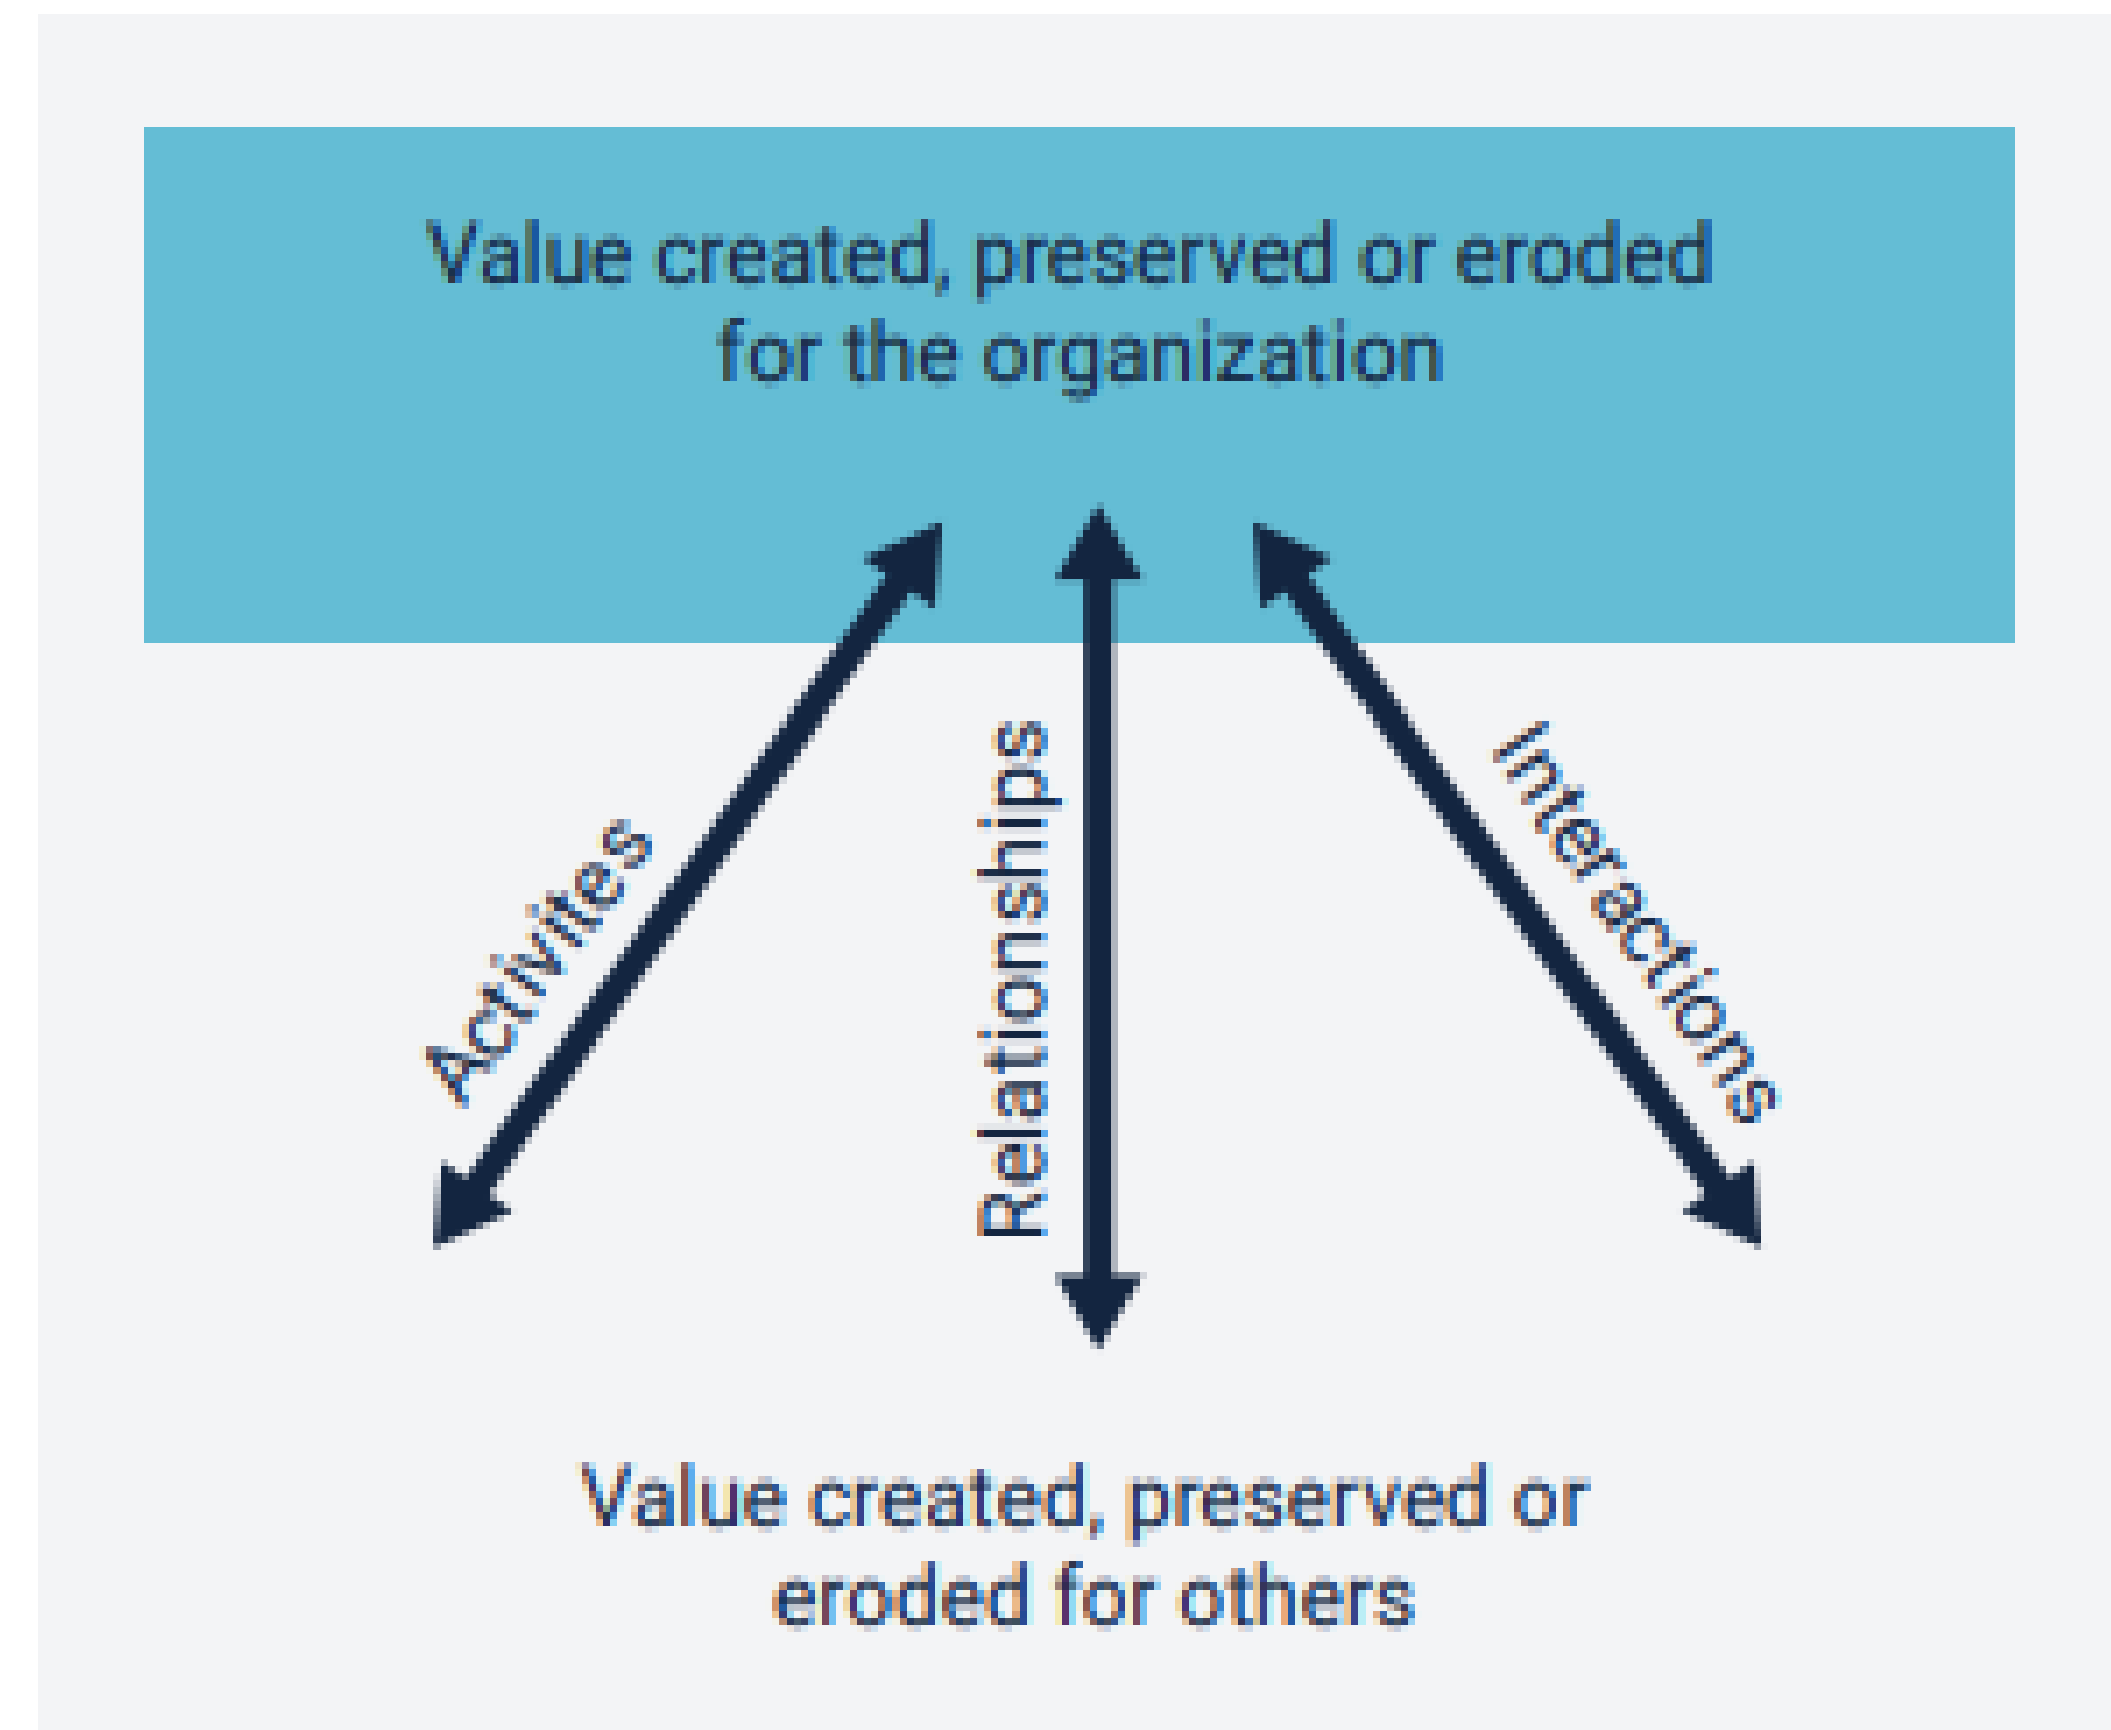 Value created, preserved or eroded
for the organization
Activites
Relationships
Interactions
Value created, preserved or
eroded for others